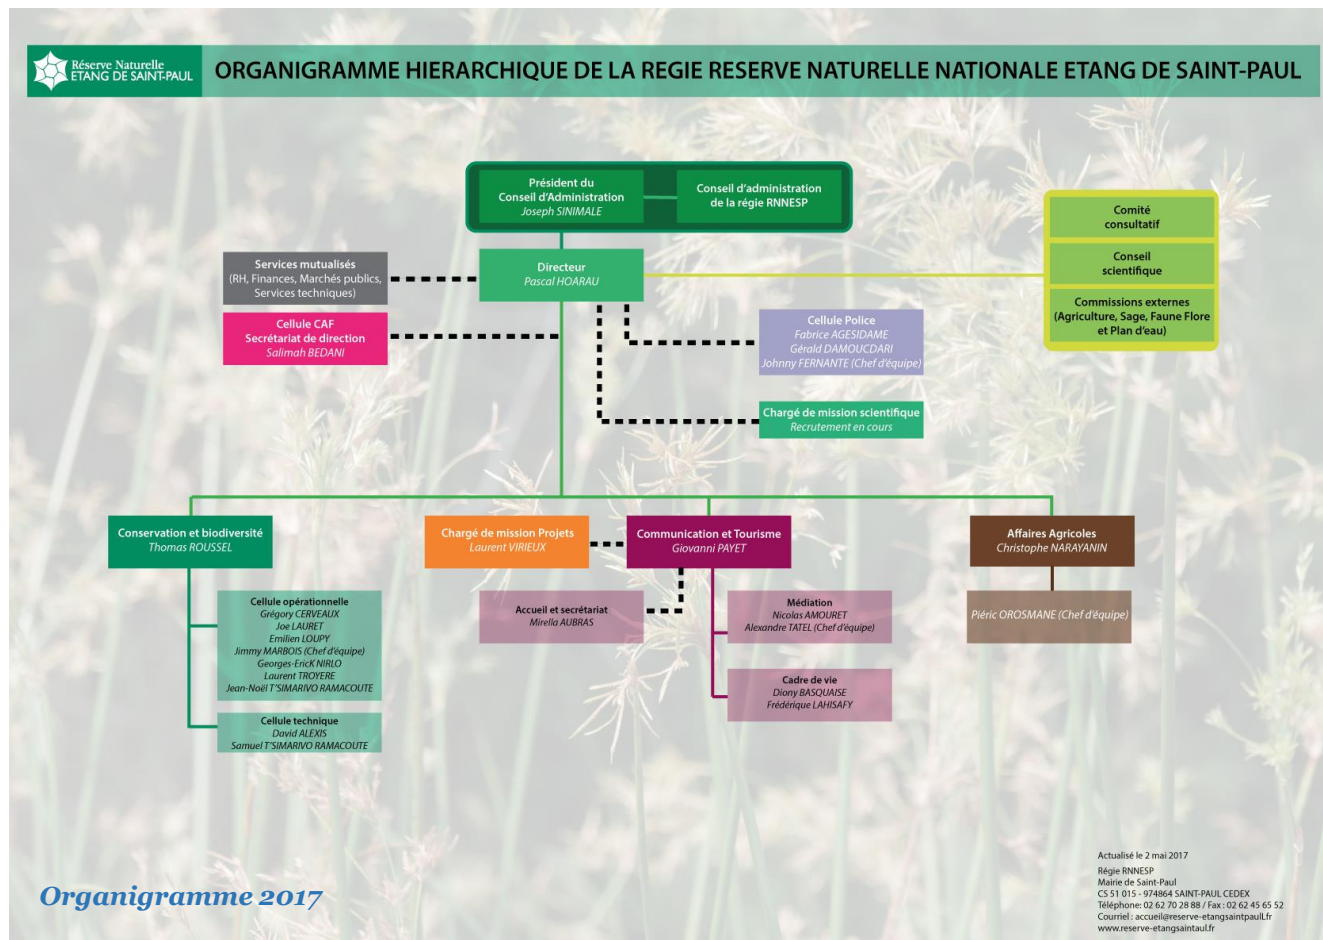 Réserve Naturelle
ETANG DE SAINT-PAUL
ORGANIGRAMME HIERARCHIQUE DE LA REGIE RESERVE NATURELLE NATIONALE ETANG DE SAINT-PAUL
Président du
Conseil d'Administration
Joseph SINIMALE
Conseil d'administration
de la régie RNNESP
Comité
consultatif
Conseil
scientifique
Commissions externes
(Agriculture, Sage, Faune Flore
et Plan d'eau)
Services mutualisés
(RH, Finances, Marchés publics,
Services techniques)
Directeur
Pascal HOARAU
Cellule CAF
Secrétariat de direction
Salimah BEDANI
Cellule Police
Fabrice AGESIDAME
Gérald DAMOUCDARI
Johnny FERNANTE (Chef d'équipe)
Chargé de mission scientifique
Recrutement en cours
Conservation et biodiversité
Thomas ROUSSEL
Chargé de mission Projets
Laurent VIRIEUX
Communication et Tourisme
Giovanni PAYET
Affaires Agricoles
Christophe NARAYANIN
Cellule opérationnelle
Grégory CERVEAUX
Joe LAURET
Emilien LOUPY
Jimmy MARBOIS (Chef d'équipe)
Georges-EricK NIRLO
Laurent TROYERE
Jean-Noël T'SIMARIVO RAMACOUTE
Cellule technique
David ALEXIS
Samuel T'SIMARIVO RAMACOUTE
Accueil et secrétariat
Mirella AUBRAS
Médiation
Nicolas AMOURET
Alexandre TATEL (Chef d'équipe)
Cadre de vie
Diony BASQUAISE
Frédérique LAHISAFY
Piéric OROSMANE (Chef d'équipe)
Organigramme 2017
Actualisé le 2 mai 2017
Régie RNNESP
Mairie de Saint-Paul
CS 51 015 - 974864 SAINT-PAUL CEDEX
Téléphone: 02 62 70 28 88 / Fax : 02 62 45 65 52
Courriel : accueil@reserve-etangsaintpaulLfr
www.reserve-etangsaintaul.fr